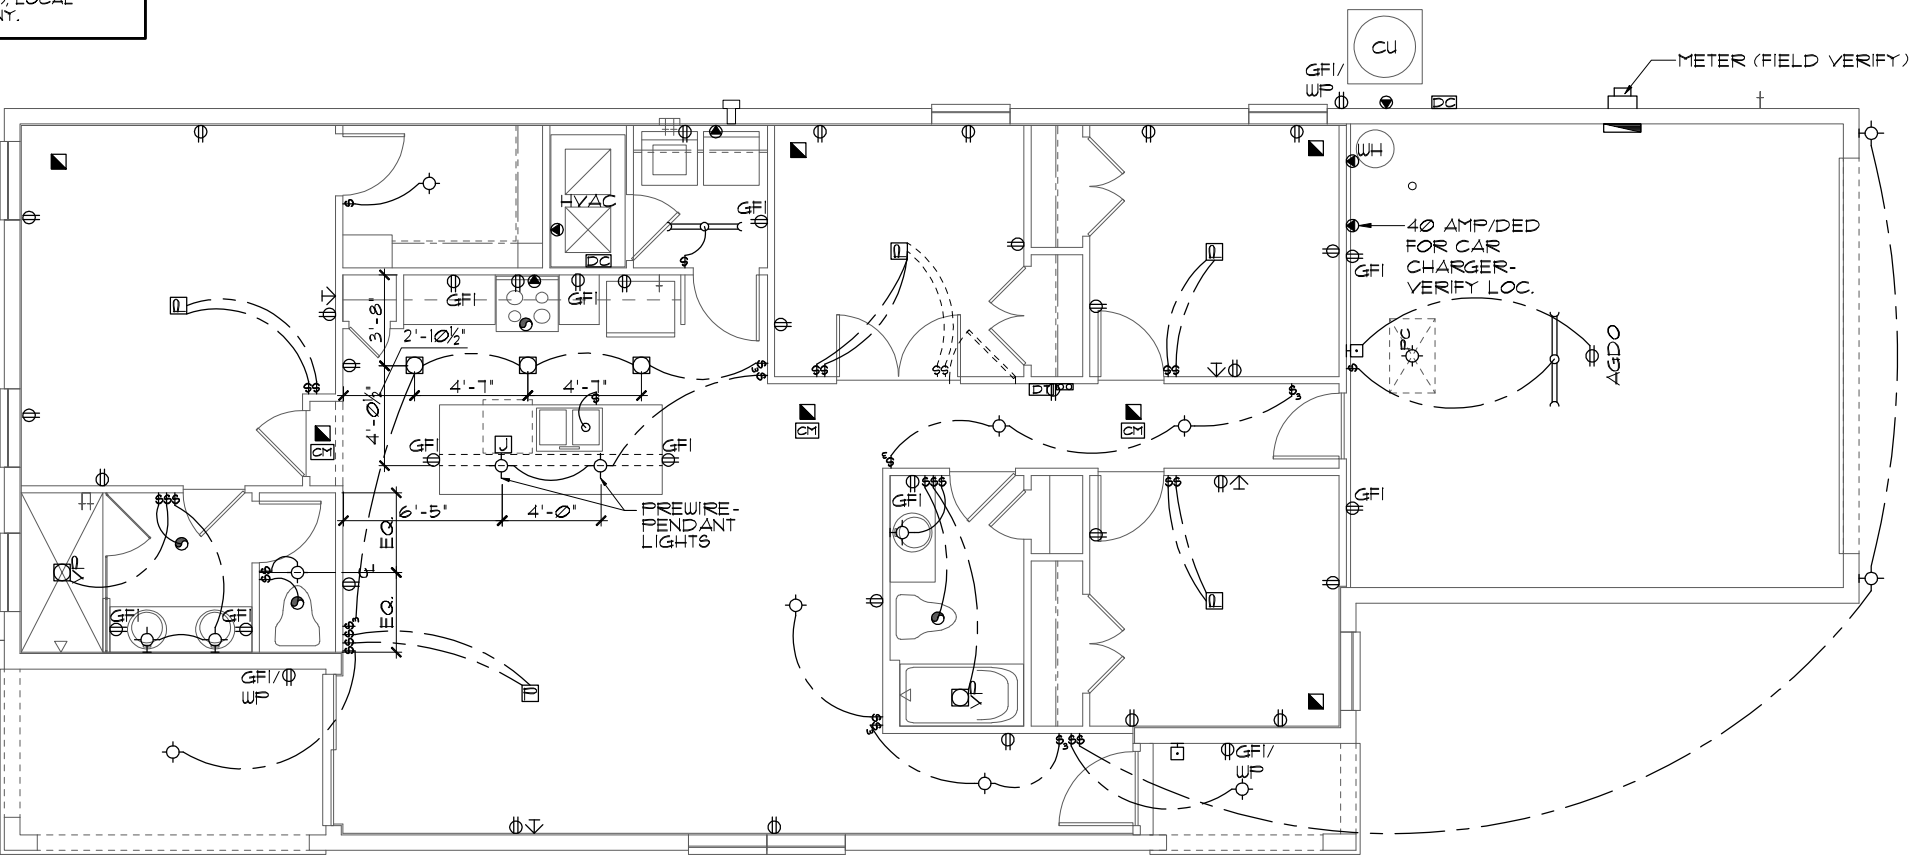 LOCAL
CU
METER (FIELD VERIFY)
GFI/
WP
DC
WH
HVAC
GFI
DC
40 AMP/DED
FOR CAR
CHARGER-
VERIFY LOC.
GFI
GFI
GFI
3'-8"
2'-10½"
PC
AGDO
4'-7"
4'-7"
4'-0½"
CM
CM
CM
GFI
J
GFI
6'-5"
4'-0"
PREWIRE-
PENDANT
LIGHTS
GFI
GFI
EQ.
EQ.
VP
GFI
GFI
GFI/
WP
VP
GFI/
WP